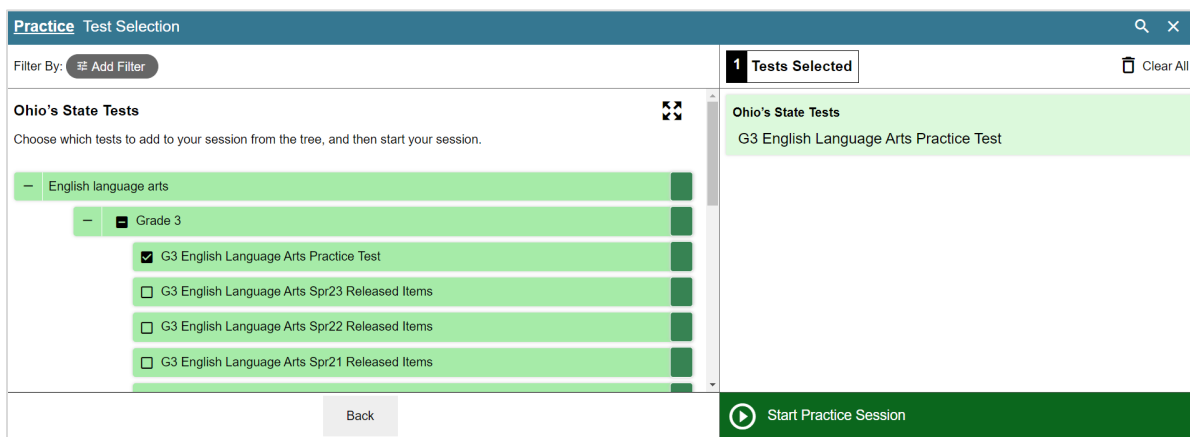 Practice Test Selection
Filter By: Add Filter
1 Tests Selected
Clear All
Ohio's State Tests
Choose which tests to add to your session from the tree, and then start your session.
English language arts
Grade 3
G3 English Language Arts Practice Test
G3 English Language Arts Spr23 Released Items
G3 English Language Arts Spr22 Released Items
G3 English Language Arts Spr21 Released Items
Back
Ohio's State Tests
G3 English Language Arts Practice Test
Start Practice Session